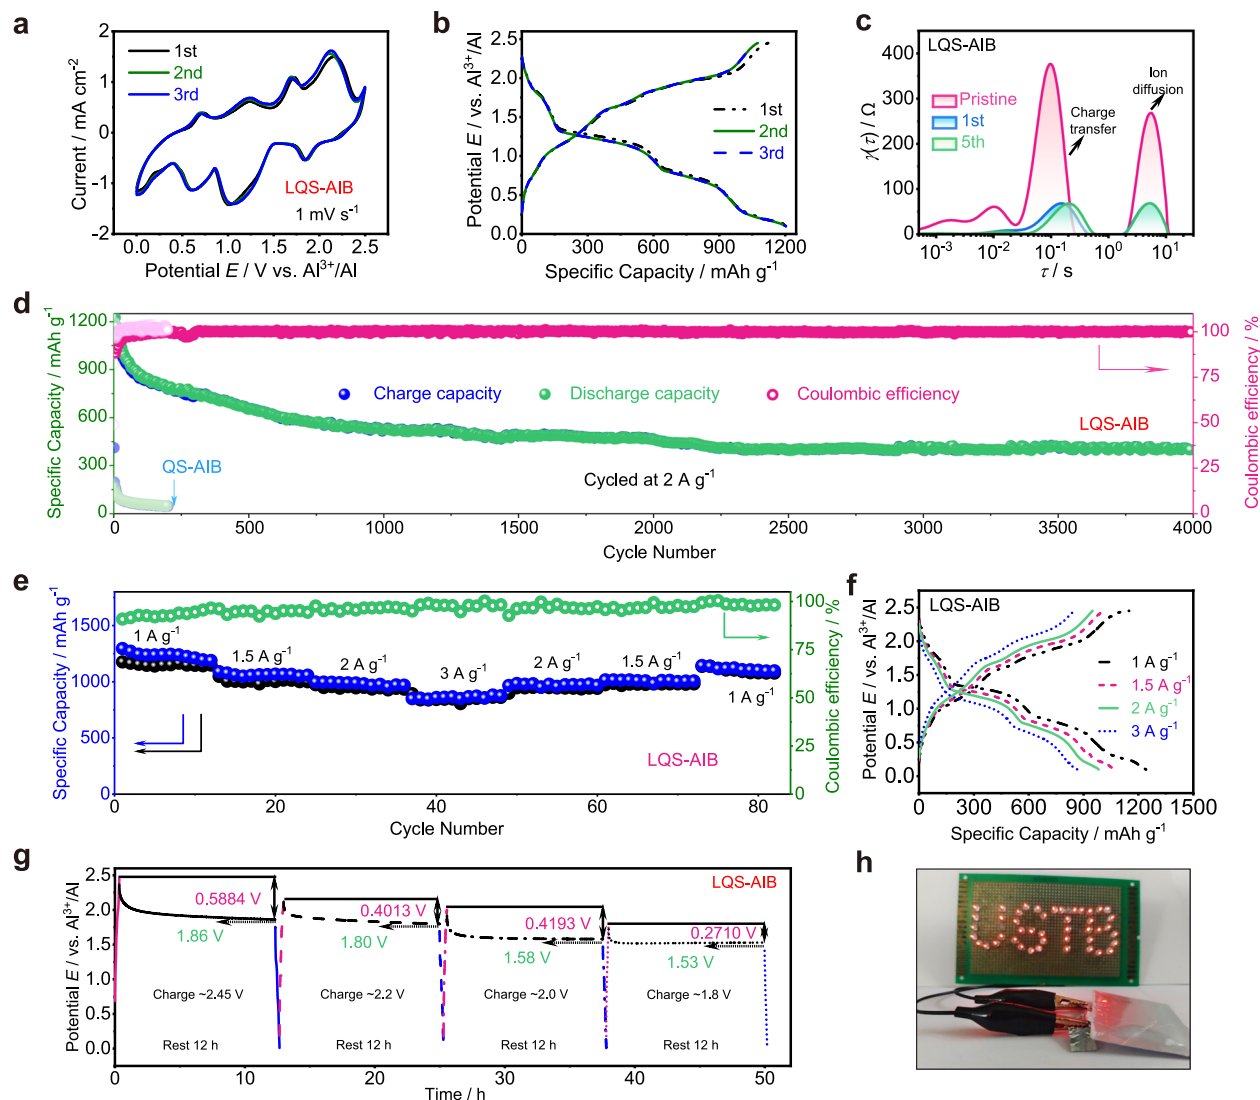 a
Current / mA cm-2
2
1
0
-1
-2
1st
2nd
3rd
LQS-AIB
1 mV s-1
0.0 0.5 1.0 1.5 2.0 2.5
Potential E / V vs. Al3+/Al
b
Potential E / vs. Al3+/Al
2.5
2.0
1.5
1.0
0.5
0.0
1st
2nd
3rd
0 300 600 900 1200
Specific Capacity / mAh g-1
c
LQS-AIB
γ(τ) / Ω
400
300
200
100
0
Pristine
1st
5th
Charge
transfer
Ion
diffusion
10-3 10-2 10-1 100 101
τ / s
d
Specific Capacity / mAh g-1
1200
900
600
300
0
Charge capacity
Discharge capacity
Coulombic efficiency
LQS-AIB
QS-AIB
Cycled at 2 A g-1
100
75
50
25
0
Coulombic efficiency / %
0 500 1000 1500 2000 2500 3000 3500 4000
Cycle Number
e
Specific Capacity / mAh g-1
1500
1000
500
0
1 A g-1
1.5 A g-1
2 A g-1
3 A g-1
2 A g-1
1.5 A g-1
1 A g-1
LQS-AIB
100
75
50
25
0
Coulombic efficiency / %
0 20 40 60 80
Cycle Number
f
LQS-AIB
Potential E / vs. Al3+/Al
2.5
2.0
1.5
1.0
0.5
0.0
1 A g-1
1.5 A g-1
2 A g-1
3 A g-1
0 300 600 900 1200 1500
Specific Capacity / mAh g-1
g
Potential E / vs. Al3+/Al
2.5
2.0
1.5
1.0
0.5
0.0
LQS-AIB
0.5884 V
0.4013 V
0.4193 V
0.2710 V
1.86 V
1.80 V
1.58 V
1.53 V
Charge ~2.45 V
Charge ~2.2 V
Charge ~2.0 V
Charge ~1.8 V
Rest 12 h
Rest 12 h
Rest 12 h
Rest 12 h
0 10 20 30 40 50
Time / h
h
USTB